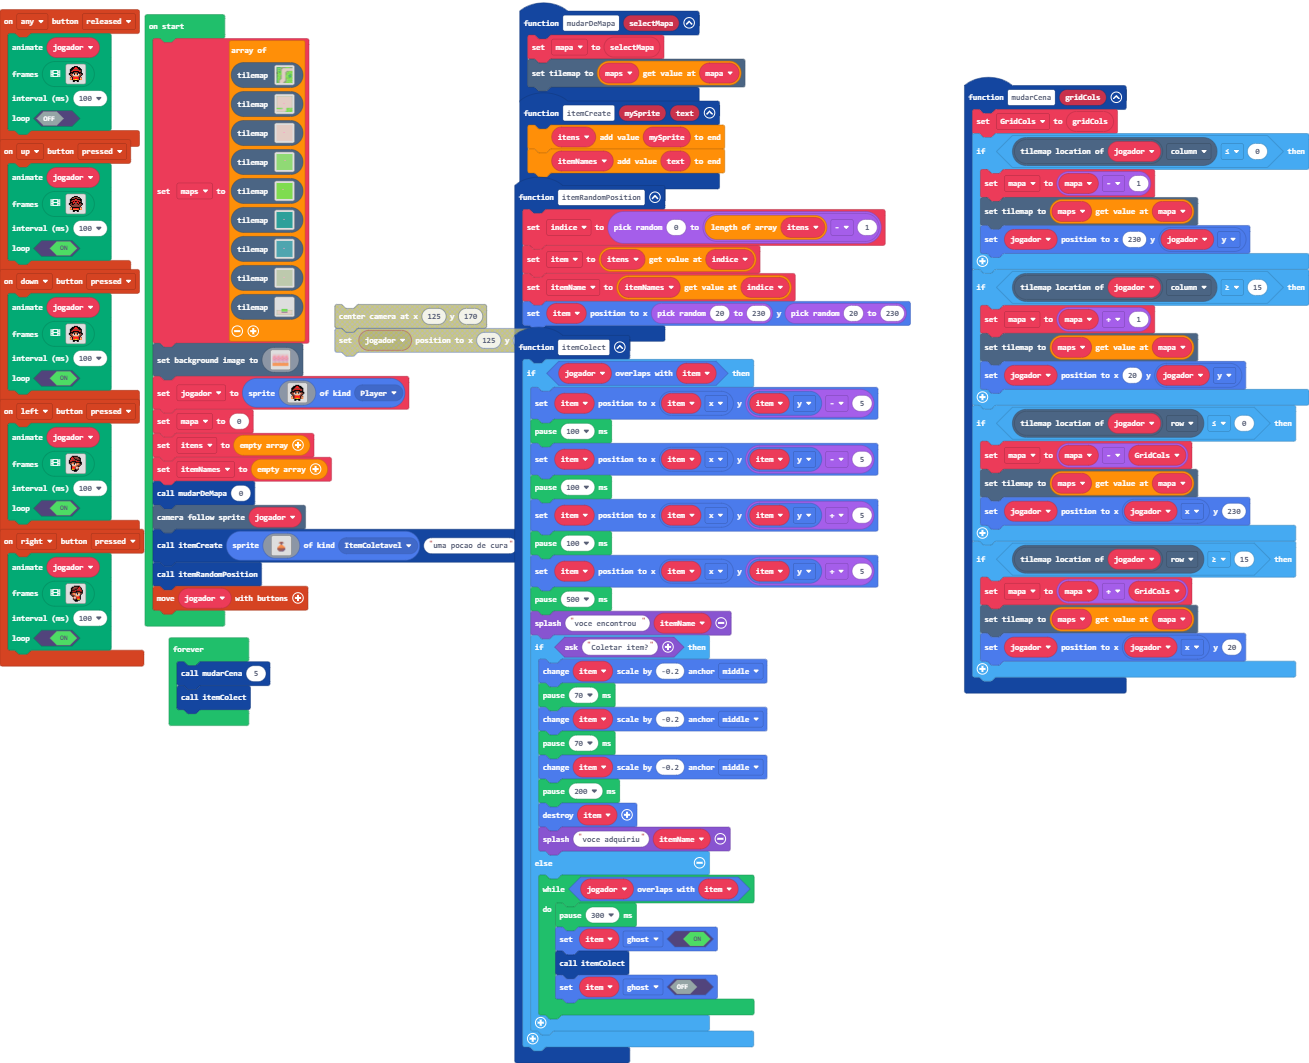 on any button released
animate jogador
frames
interval (ms) 100
loop OFF
on up button pressed
animate jogador
frames
interval (ms) 100
loop ON
on down button pressed
animate jogador
frames
interval (ms) 100
loop ON
on left button pressed
animate jogador
frames
interval (ms) 100
loop ON
on right button pressed
animate jogador
frames
interval (ms) 100
loop ON
on start
set maps to
array of
tilemap
tilemap
tilemap
tilemap
tilemap
tilemap
tilemap
tilemap
tilemap
set background image to
set jogador to sprite of kind Player
set mapa to 0
set itens to empty array
set itemNames to empty array
call mudarDeMapa 0
camera follow sprite jogador
call itemCreate sprite of kind ItemColetavel "uma pocao de cura"
call itemRandomPosition
move jogador with buttons
forever
call mudarCena 5
call itemColect
center camera at x 125 y 170
set jogador position to x 125 y
function mudarDeMapa selectMapa
set mapa to selectMapa
set tilemap to maps get value at mapa
function itemCreate mySprite text
itens add value mySprite to end
itemNames add value text to end
function itemRandomPosition
set indice to pick random 0 to length of array itens - 1
set item to itens get value at indice
set itemName to itemNames get value at indice
set item position to x pick random 20 to 230 y pick random 20 to 230
function itemColect
if jogador overlaps with item then
set item position to x item x y item y - 5
pause 100 ms
set item position to x item x y item y - 5
pause 100 ms
set item position to x item x y item y + 5
pause 100 ms
set item position to x item x y item y + 5
pause 500 ms
splash "voce encontrou" itemName
if ask "Coletar item?" then
change item scale by -0.2 anchor middle
pause 70 ms
change item scale by -0.2 anchor middle
pause 70 ms
change item scale by -0.2 anchor middle
pause 200 ms
destroy item
splash "voce adquiriu" itemName
else
while jogador overlaps with item
do
pause 300 ms
set item ghost ON
call itemColect
set item ghost OFF
function mudarCena gridCols
set GridCols to gridCols
if tilemap location of jogador column ≤ 0 then
set mapa to mapa - 1
set tilemap to maps get value at mapa
set jogador position to x 230 y jogador y
if tilemap location of jogador column ≥ 15 then
set mapa to mapa + 1
set tilemap to maps get value at mapa
set jogador position to x 20 y jogador y
if tilemap location of jogador row ≤ 0 then
set mapa to mapa - GridCols
set tilemap to maps get value at mapa
set jogador position to x jogador x y 230
if tilemap location of jogador row ≥ 15 then
set mapa to mapa + GridCols
set tilemap to maps get value at mapa
set jogador position to x jogador x y 20